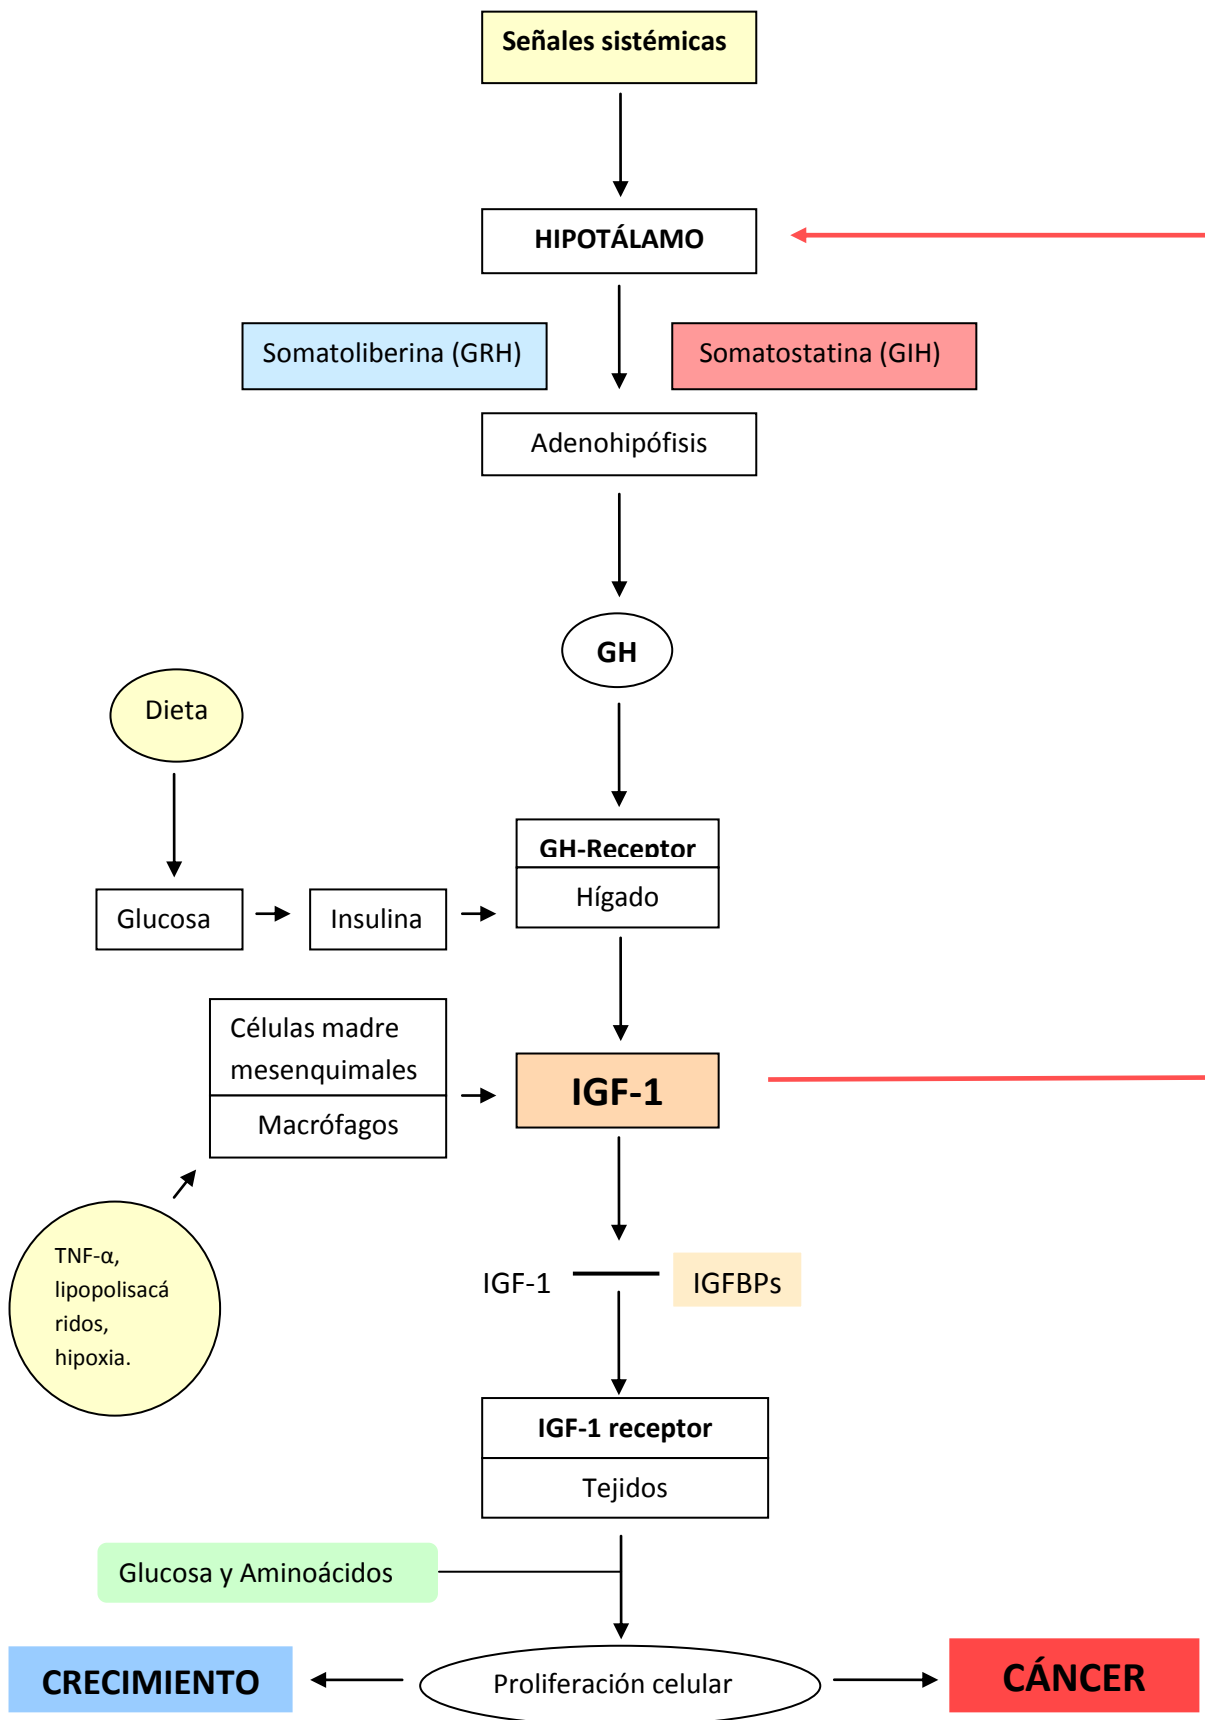 Señales sistémicas
HIPOTÁLAMO
Somatoliberina (GRH)
Somatostatina (GIH)
Adenohipófisis
GH
Dieta
GH-Receptor
Hígado
Glucosa
Insulina
Células madre
mesenquimales
Macrófagos
IGF-1
TNF-α,
lipopolisacá
ridos,
hipoxia.
IGF-1
IGFBPs
IGF-1 receptor
Tejidos
Glucosa y Aminoácidos
CRECIMIENTO
Proliferación celular
CÁNCER